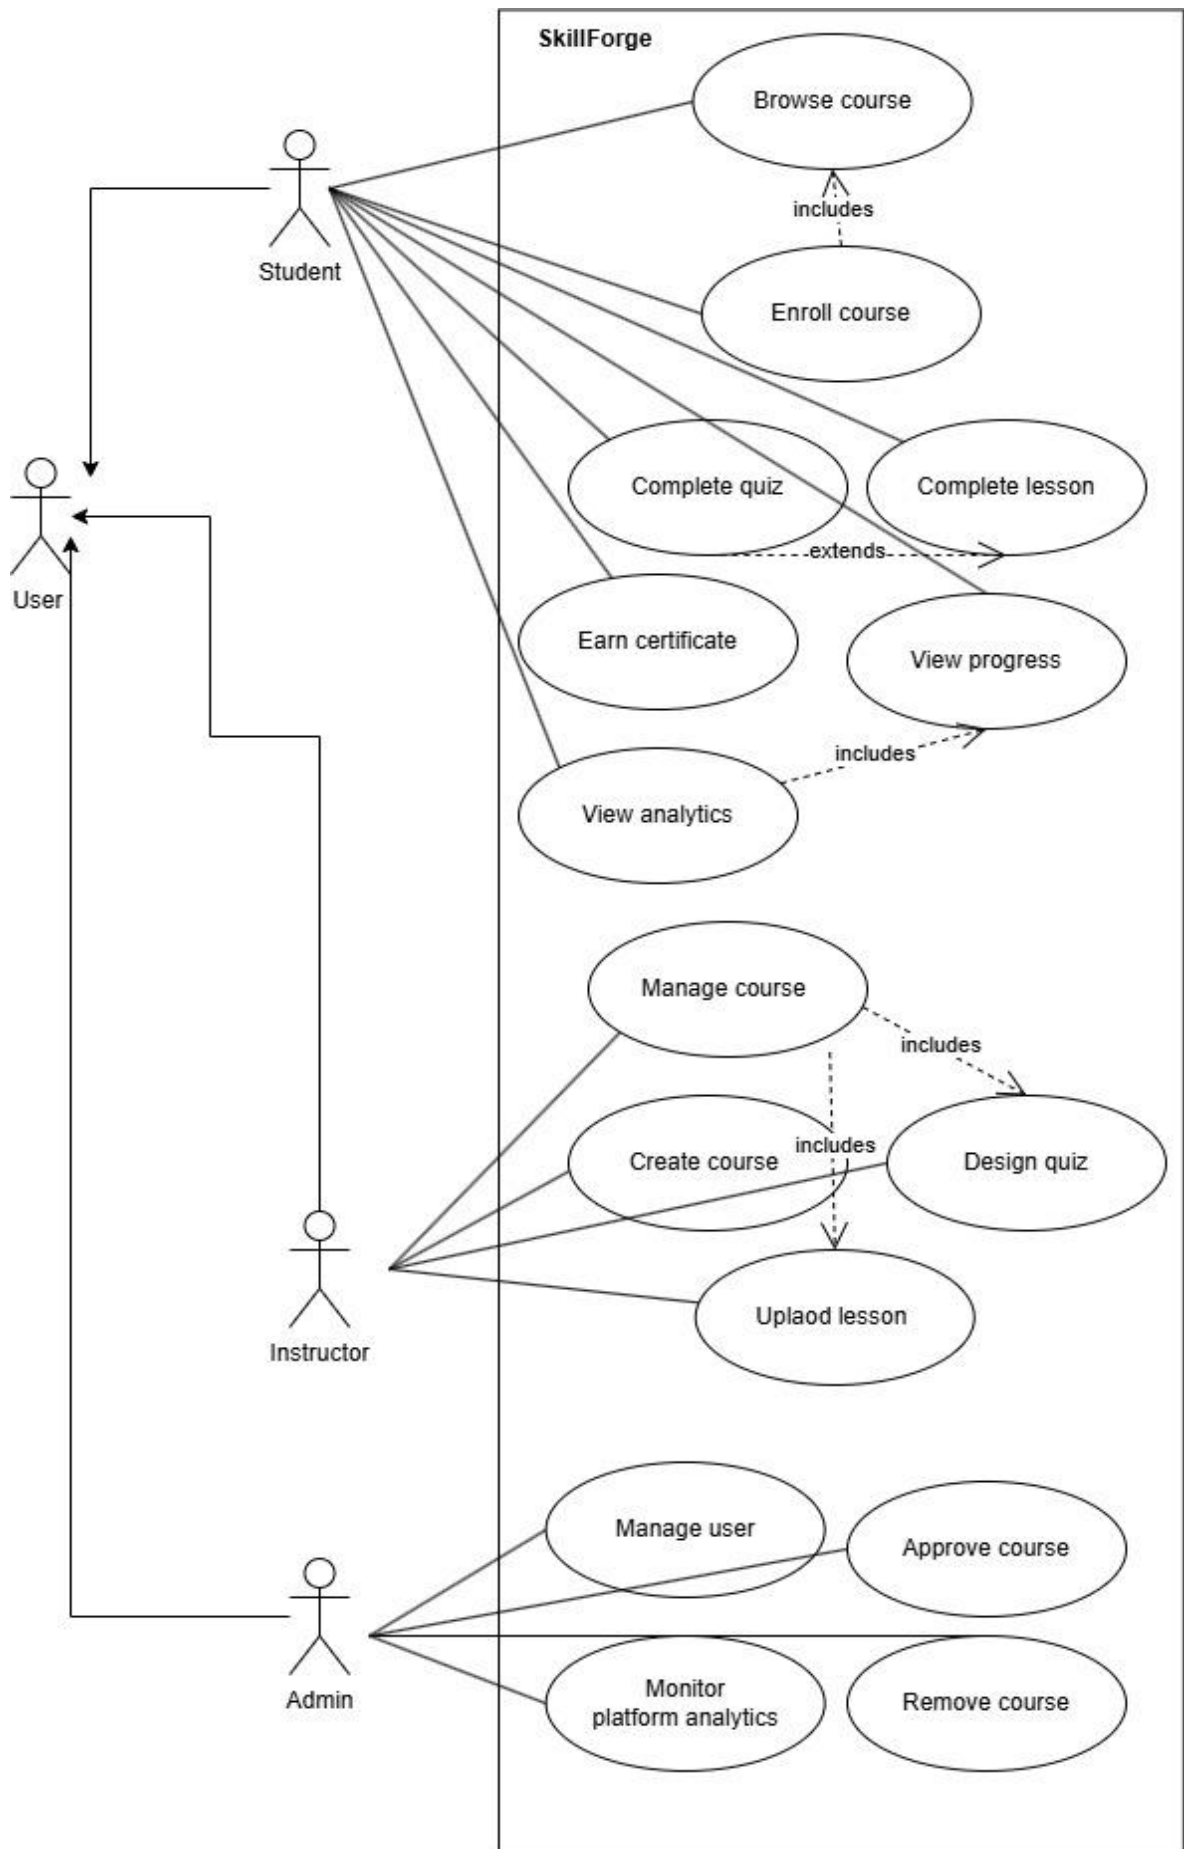 SkillForge
Browse course
includes
Student
Enroll course
Complete quiz
Complete lesson
extends
User
Earn certificate
View progress
includes
View analytics
Manage course
includes
includes
Create course
Design quiz
Uplaod lesson
Instructor
Manage user
Approve course
Admin
Monitor
platform analytics
Remove course